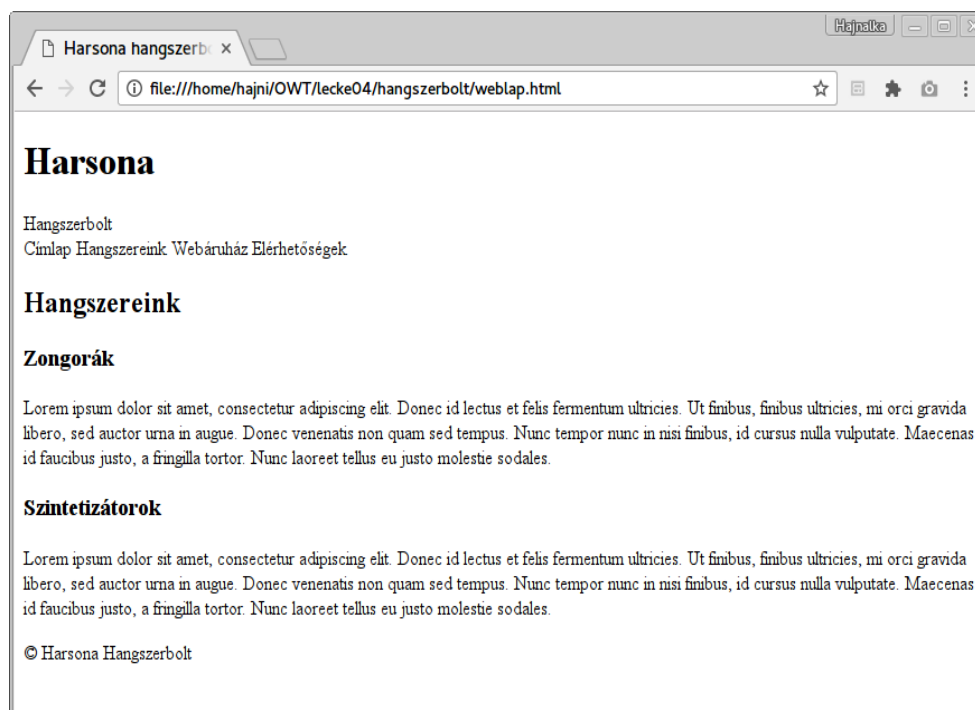 Hajnalka
Harsona hangszerb
file:///home/hajni/OWT/lecke04/hangszerbolt/weblap.html
Harsona
Hangszerbolt
Címlap Hangszereink Webáruház Elérhetőségek
Hangszereink
Zongorák
Lorem ipsum dolor sit amet, consectetur adipiscing elit. Donec id lectus et felis fermentum ultricies. Ut finibus, finibus ultricies, mi orci gravida
libero, sed auctor urna in augue. Donec venenatis non quam sed tempus. Nunc tempor nunc in nisi finibus, id cursus nulla vulputate. Maecenas
id faucibus justo, a fringilla tortor. Nunc laoreet tellus eu justo molestie sodales.
Szintetizátorok
Lorem ipsum dolor sit amet, consectetur adipiscing elit. Donec id lectus et felis fermentum ultricies. Ut finibus, finibus ultricies, mi orci gravida
libero, sed auctor urna in augue. Donec venenatis non quam sed tempus. Nunc tempor nunc in nisi finibus, id cursus nulla vulputate. Maecenas
id faucibus justo, a fringilla tortor. Nunc laoreet tellus eu justo molestie sodales.
© Harsona Hangszerbolt